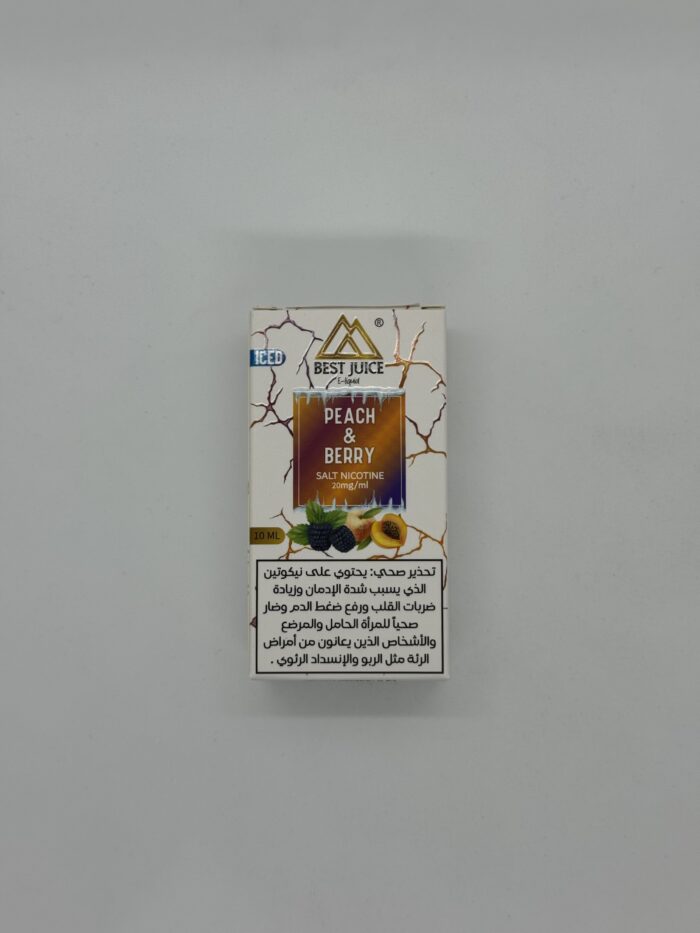 ®
ICED
BEST JUICE
E-liquid
PEACH
&
BERRY
SALT NICOTINE
20mg/ml
10 ML
تحذير صحي: يحتوي على نيكوتين
الذي يسبب شدة الإدمان وزيادة
ضربات القلب ورفع ضغط الدم وضار
صحياً للمرأة الحامل والمرضع
والأشخاص الذين يعانون من أمراض
الرئة مثل الربو والإنسداد الرئوي .